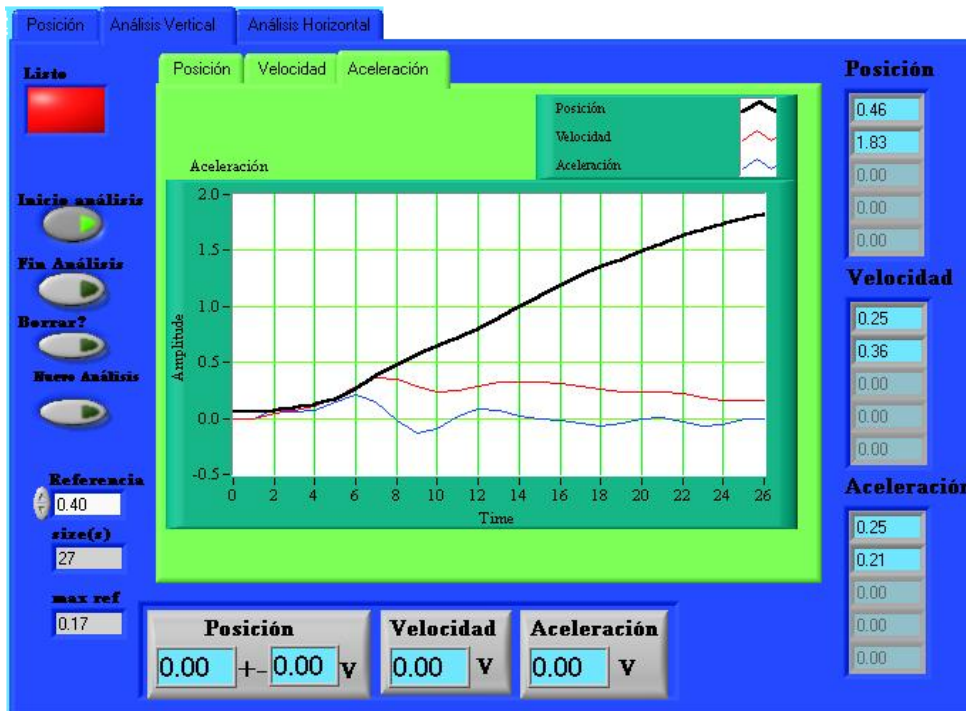 Posición
Análisis Vertical
Análisis Horizontal
Listo
Inicio análisis
Fin Análisis
Borrar?
Nuevo Análisis
Referencia
0.40
size(s)
27
max ref
0.17
Posición
Velocidad
Aceleración
Posición
Velocidad
Aceleración
Aceleración
Amplitude
2.0
1.5
1.0
0.5
0.0
-0.5
0 2 4 6 8 10 12 14 16 18 20 22 24 26
Time
Posición
0.46
1.83
0.00
0.00
0.00
Velocidad
0.25
0.36
0.00
0.00
0.00
Aceleración
0.25
0.21
0.00
0.00
0.00
Posición
0.00 +- 0.00 V
Velocidad
0.00 V
Aceleración
0.00 V